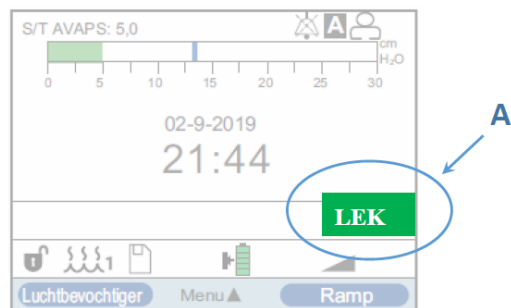 S/T AVAPS: 5,0 A
cm
H₂O
0 5 10 15 20 25 30
02-9-2019
A
21:44
LEK
1
Luchtbevochtiger Menu▲ Ramp